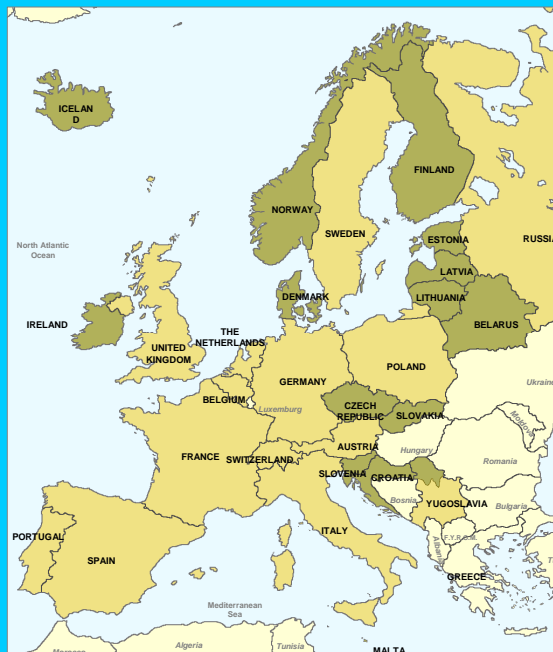 ICELAN
D
FINLAND
NORWAY
SWEDEN
RUSSIA
North Atlantic
Ocean
ESTONIA
LATVIA
DENMARK
LITHUANIA
IRELAND
BELARUS
THE
NETHERLANDS
UNITED
KINGDOM
POLAND
GERMANY
Ukraine
BELGIUM
Luxemburg
CZECH
REPUBLIC
SLOVAKIA
Moldova
AUSTRIA
Hungary
FRANCE
SWITZERLAND
Romania
SLOVENIA
CROATIA
Bosnia
YUGOSLAVIA
Bulgaria
ITALY
PORTUGAL
F.Y.R.O.M.
Albania
SPAIN
GREECE
T
Mediterranean
Sea
Algeria
Tunisia
Morocco
MALTA